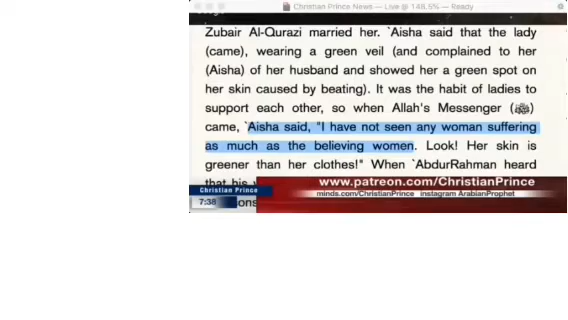 Christian Prince News — Live @ 148.5% — Ready
Zubair Al-Qurazi married her. `Aisha said that the lady
(came), wearing a green veil (and complained to her
(Aisha) of her husband and showed her a green spot on
her skin caused by beating). It was the habit of ladies to
support each other, so when Allah's Messenger (ﷺ)
came, `Aisha said, "I have not seen any woman suffering
as much as the believing women. Look! Her skin is
greener than her clothes!" When `AbdurRahman heard
that his
Christian Prince
www.patreon.com/ChristianPrince
minds.com/ChristianPrince instagram ArabianProphet
7:38
ons